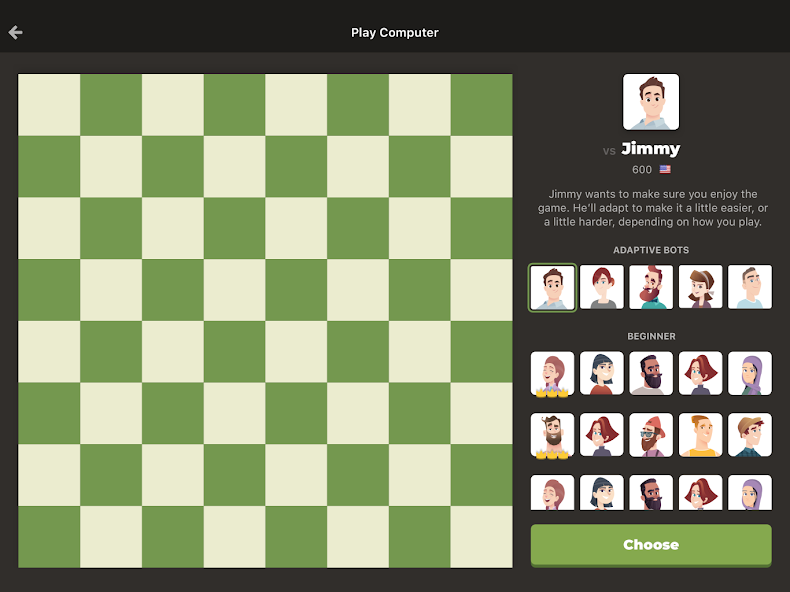 Play Computer
vs Jimmy
600
Jimmy wants to make sure you enjoy the
game. He’ll adapt to make it a little easier, or
a little harder, depending on how you play.
ADAPTIVE BOTS
BEGINNER
Choose